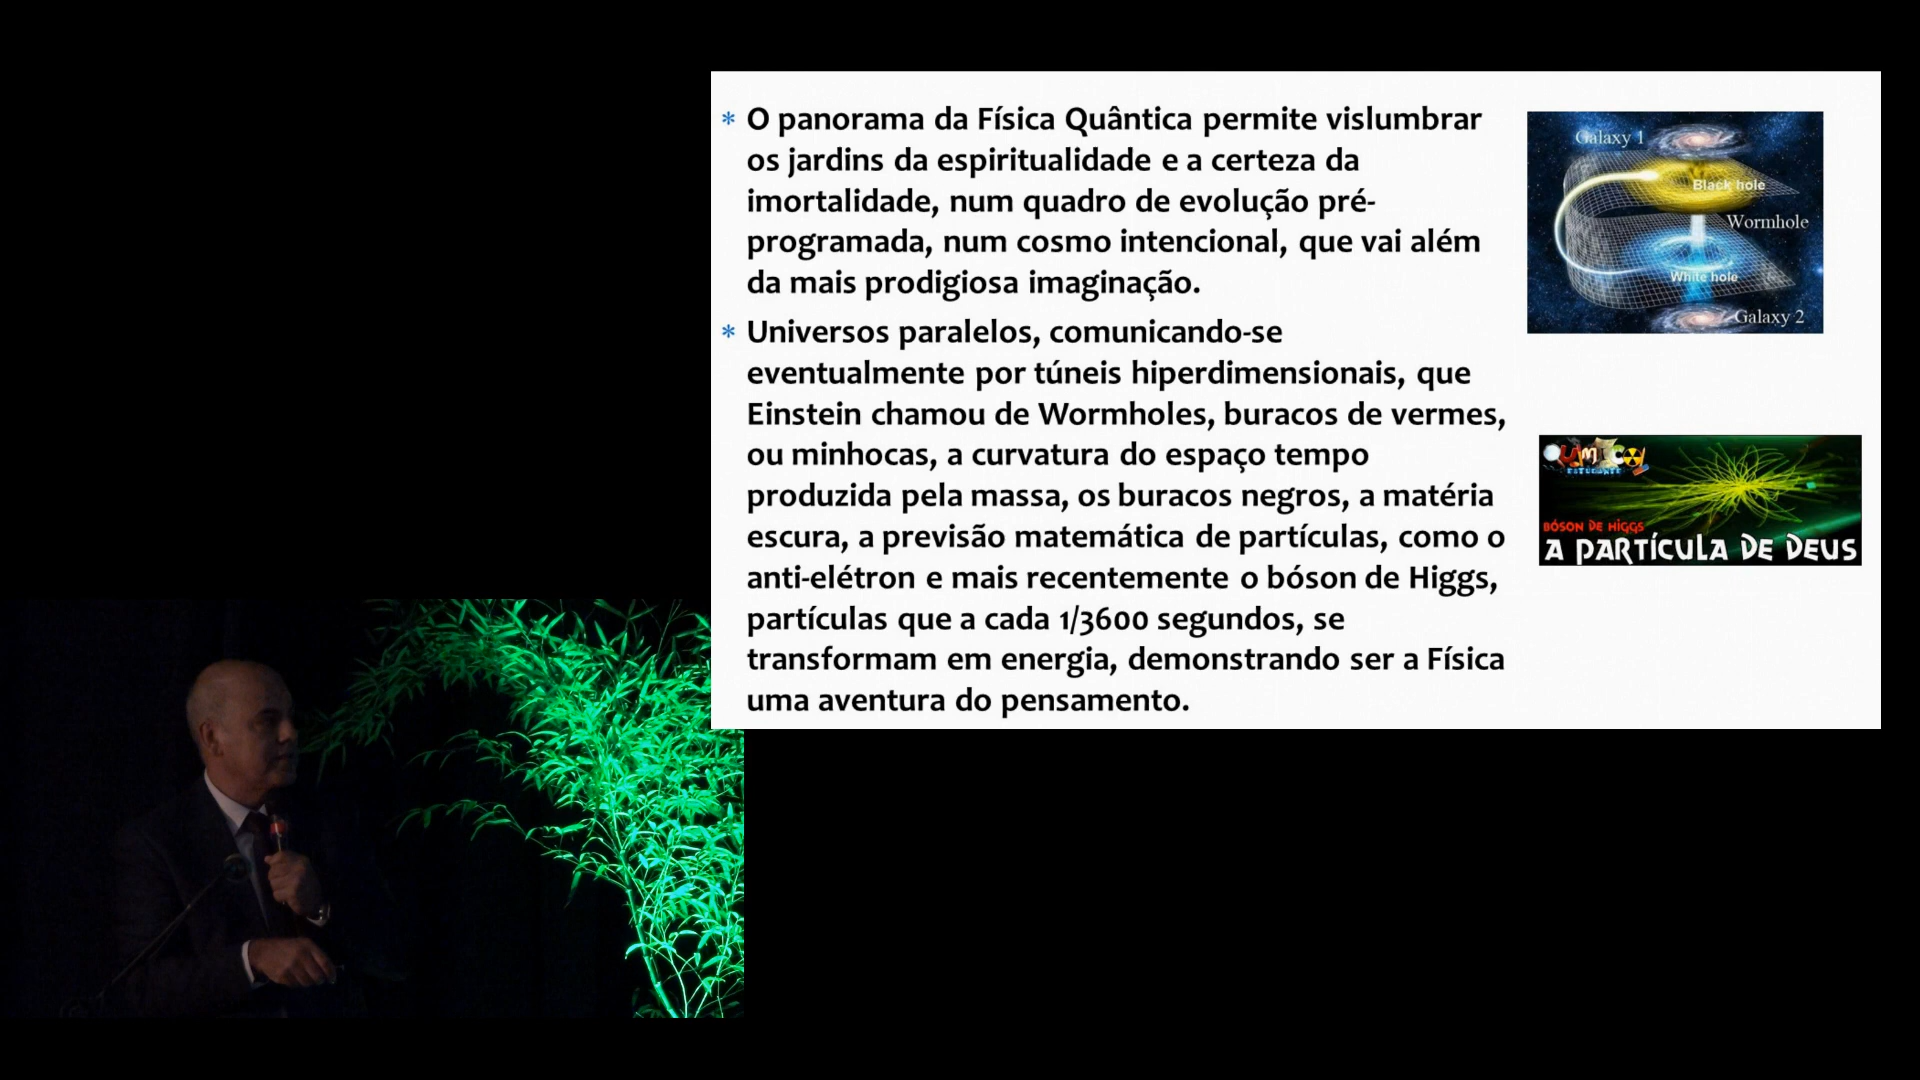 * O panorama da Física Quântica permite vislumbrar
os jardins da espiritualidade e a certeza da
imortalidade, num quadro de evolução pré-
programada, num cosmo intencional, que vai além
da mais prodigiosa imaginação.
* Universos paralelos, comunicando-se
eventualmente por túneis hiperdimensionais, que
Einstein chamou de Wormholes, buracos de vermes,
ou minhocas, a curvatura do espaço tempo
produzida pela massa, os buracos negros, a matéria
escura, a previsão matemática de partículas, como o
anti-elétron e mais recentemente o bóson de Higgs,
partículas que a cada 1/3600 segundos, se
transformam em energia, demonstrando ser a Física
uma aventura do pensamento.
Galaxy 1
Black hole
Wormhole
White hole
Galaxy 2
BÓSON DE HIGGS
A PARTÍCULA DE DEUS